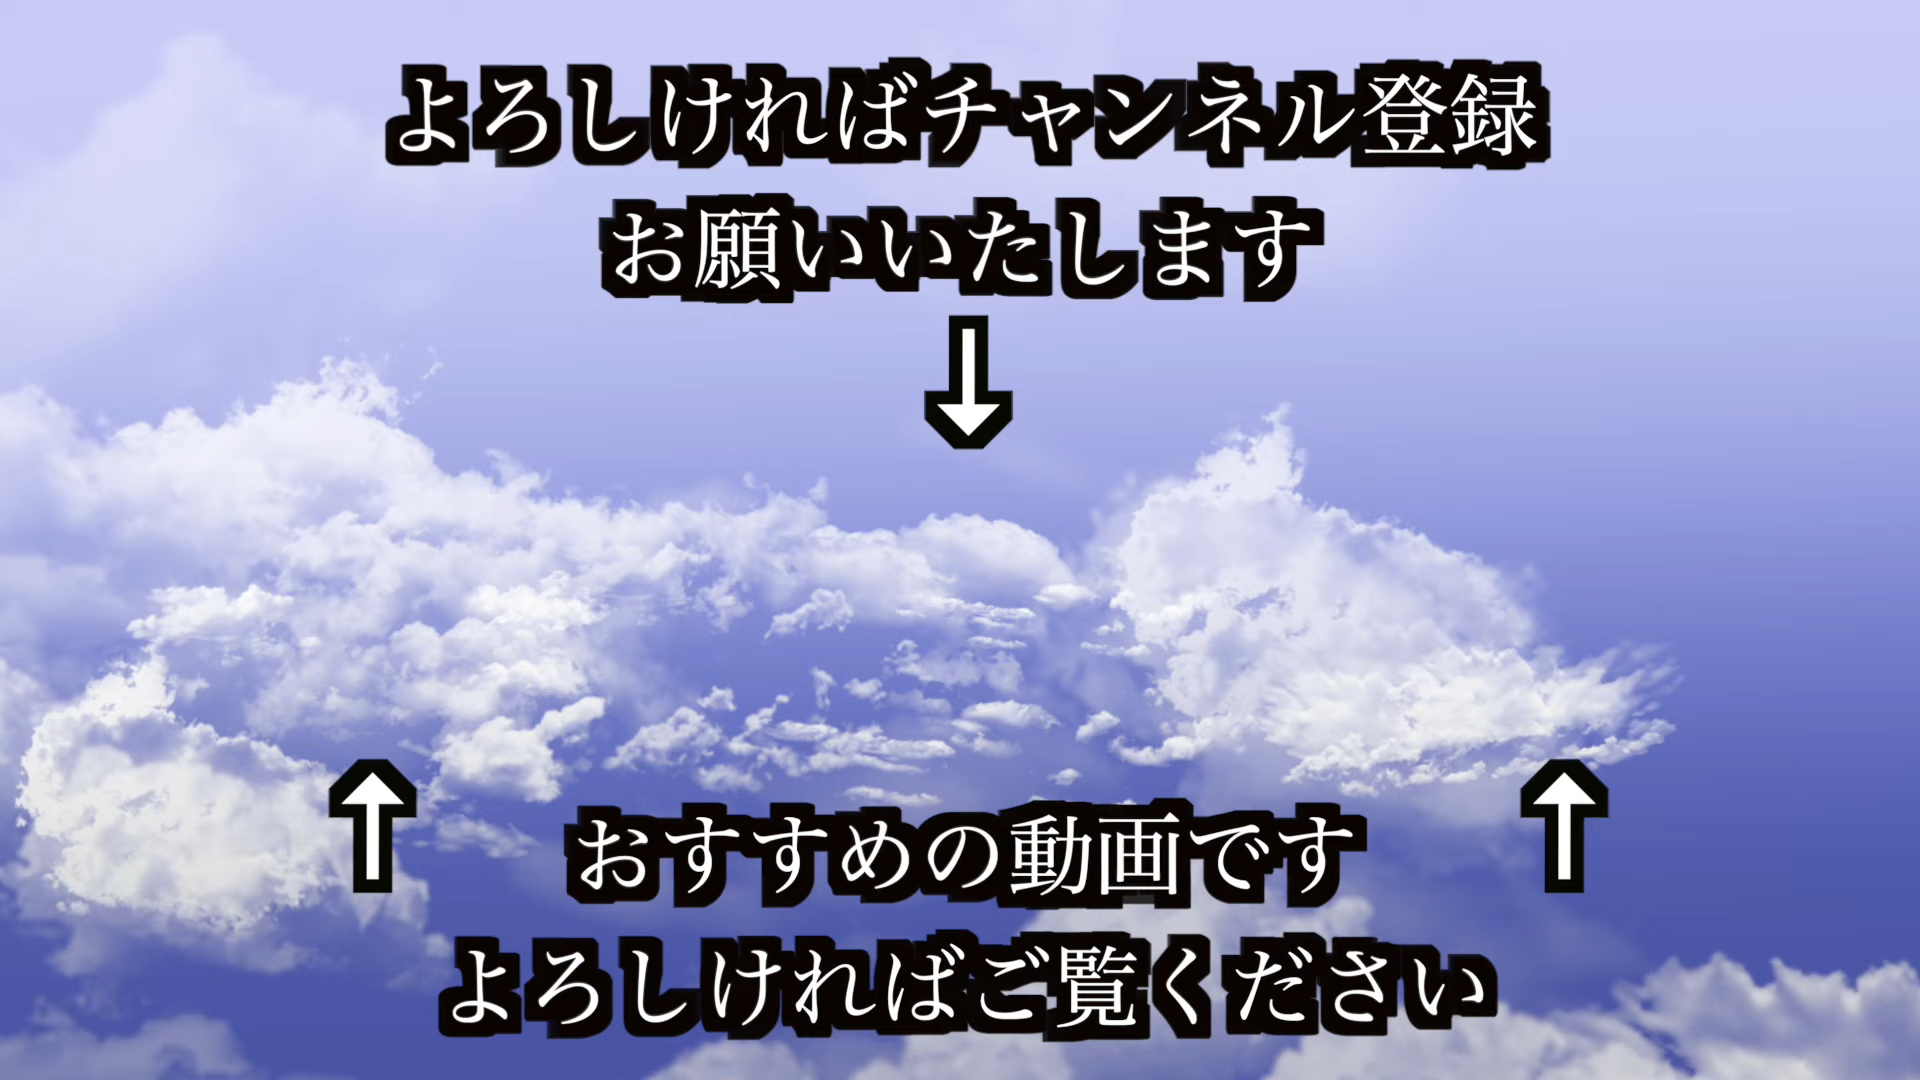 よろしければチャンネル登録
お願いいたします
↓
↑ ↑
おすすめの動画です
よろしければご覧ください